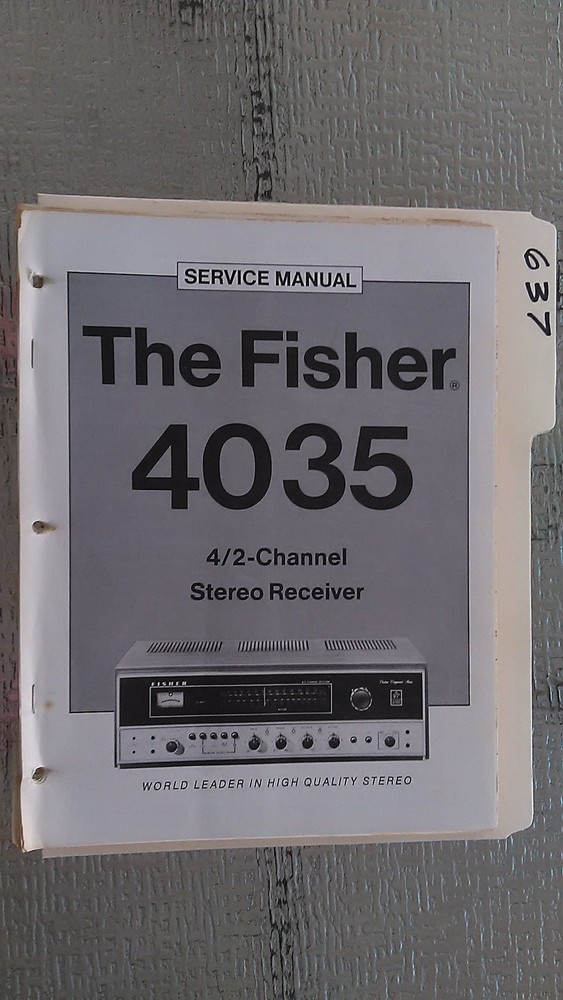 SERVICE MANUAL
The Fisher®
4035
4/2-Channel
Stereo Receiver
FISHER
WORLD LEADER IN HIGH QUALITY STEREO
637